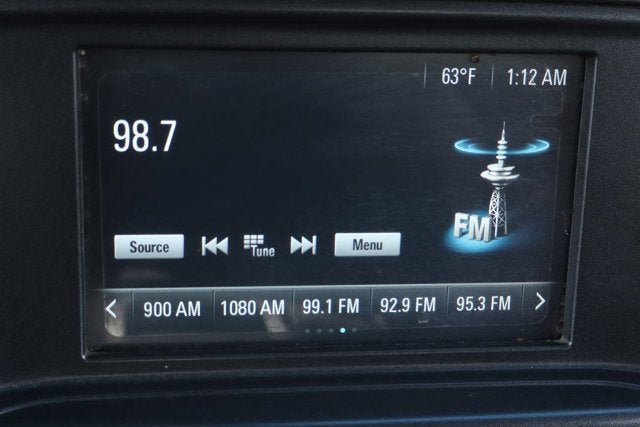 63°F 1:12 AM
98.7
FM
Source Tune Menu
900 AM 1080 AM 99.1 FM 92.9 FM 95.3 FM